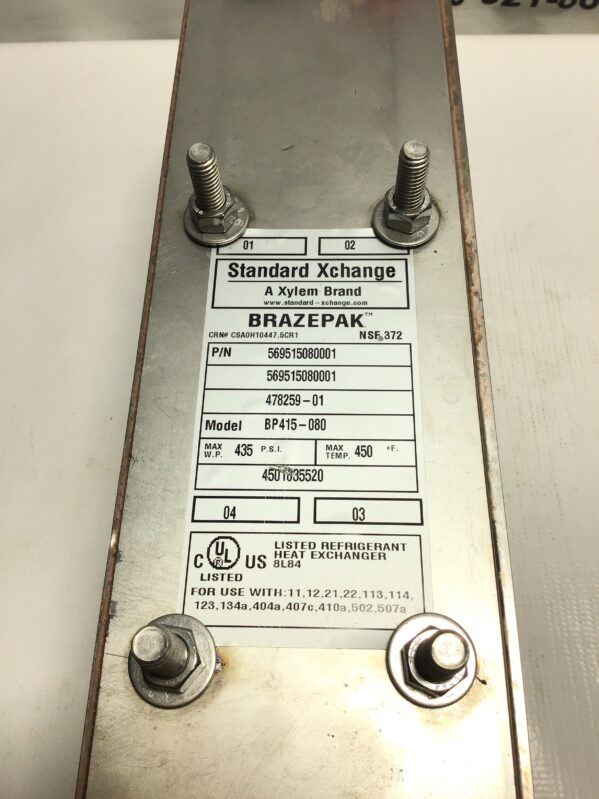 01 02
Standard Xchange
A Xylem Brand
www.standard-xchange.com
BRAZEPAK™
CRN# CSA0H10447.5CR1 NSF® 372
P/N 569515080001
569515080001
478259-01
Model BP415-080
MAX W.P. 435 P.S.I. MAX TEMP. 450 °F.
4501835520
04 03
C UL® US LISTED
LISTED REFRIGERANT
HEAT EXCHANGER
8L84
FOR USE WITH:11,12,21,22,113,114,
123,134a,404a,407c,410a,502,507a